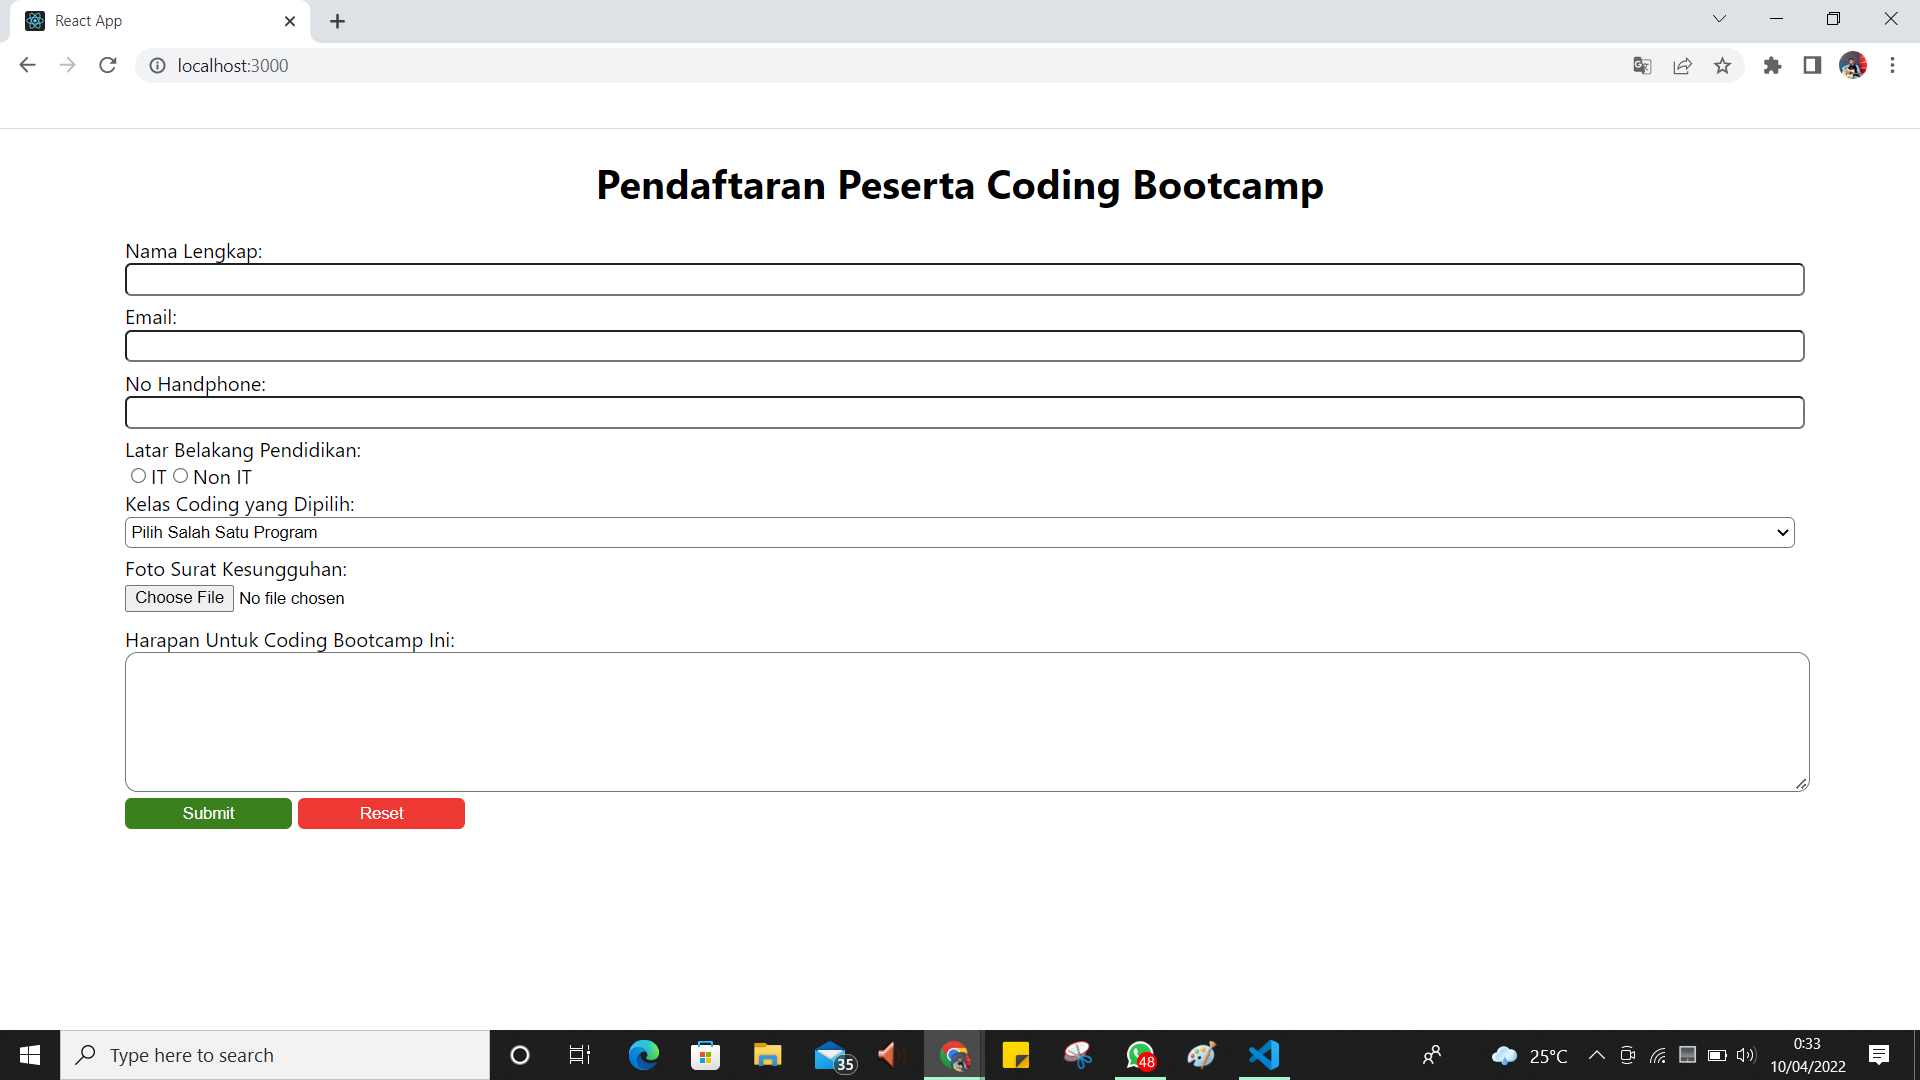 React App
localhost:3000
Pendaftaran Peserta Coding Bootcamp
Nama Lengkap:
Email:
No Handphone:
Latar Belakang Pendidikan:
IT Non IT
Kelas Coding yang Dipilih:
Pilih Salah Satu Program
Foto Surat Kesungguhan:
Choose File No file chosen
Harapan Untuk Coding Bootcamp Ini:
Submit Reset
Type here to search
35
48
25°C
0:33
10/04/2022